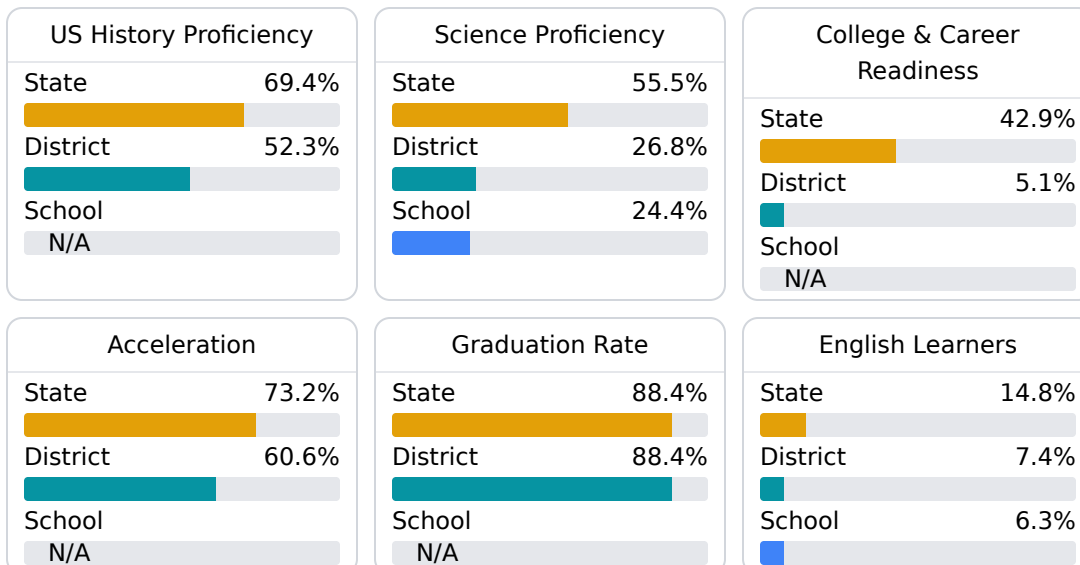 US History Proficiency
State 69.4%
District 52.3%
School
N/A
Science Proficiency
State 55.5%
District 26.8%
School 24.4%
College & Career
Readiness
State 42.9%
District 5.1%
School
N/A
Acceleration
State 73.2%
District 60.6%
School
N/A
Graduation Rate
State 88.4%
District 88.4%
School
N/A
English Learners
State 14.8%
District 7.4%
School 6.3%